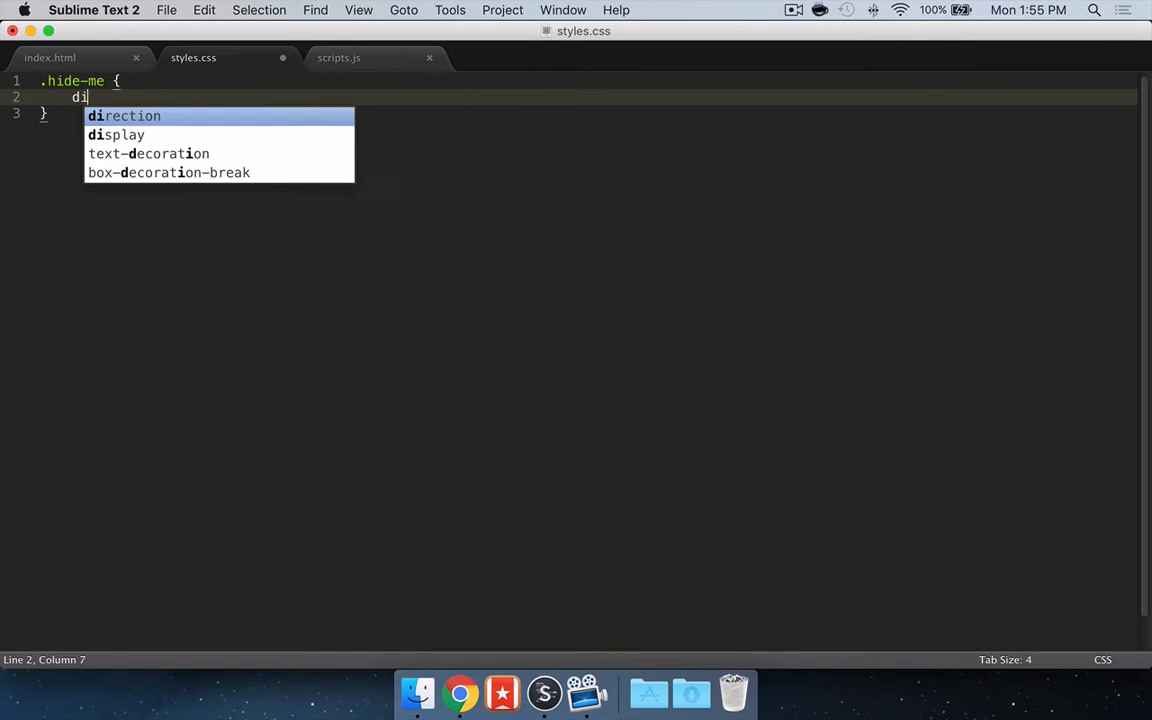 Sublime Text 2 File Edit Selection Find View Goto Tools Project Window Help 100% Mon 1:55 PM
styles.css
index.html styles.css scripts.js
1 .hide-me {
2 di
3 }
direction
display
text-decoration
box-decoration-break
Line 2, Column 7 Tab Size: 4 CSS